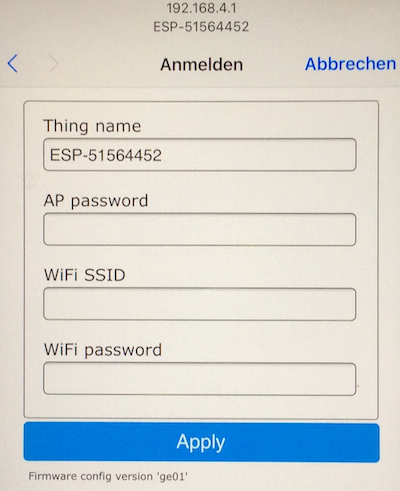 192.168.4.1
ESP-51564452
Anmelden
Abbrechen
Thing name
ESP-51564452
AP password
WiFi SSID
WiFi password
Apply
Firmware config version 'ge01'